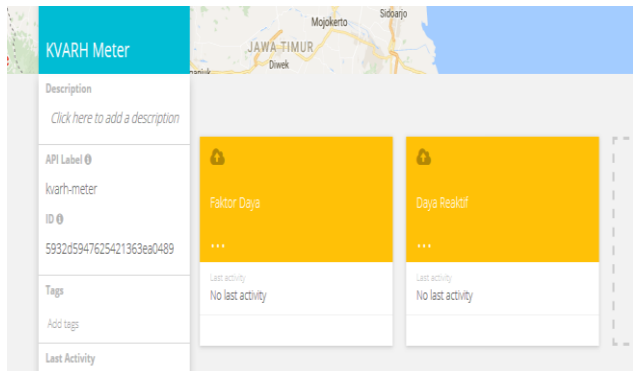 Mojokerto
Sidoarjo
JAWA TIMUR
Diwek
KVARH Meter
Description
Click here to add a description
API Label
kvarh-meter
ID
5932d5947625421363ea0489
Tags
Add tags
Last Activity
Faktor Daya
...
Last activity
No last activity
Daya Reaktif
...
Last activity
No last activity